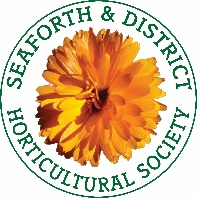 SEAFORTH & DISTRICT
HORTICULTURAL SOCIETY